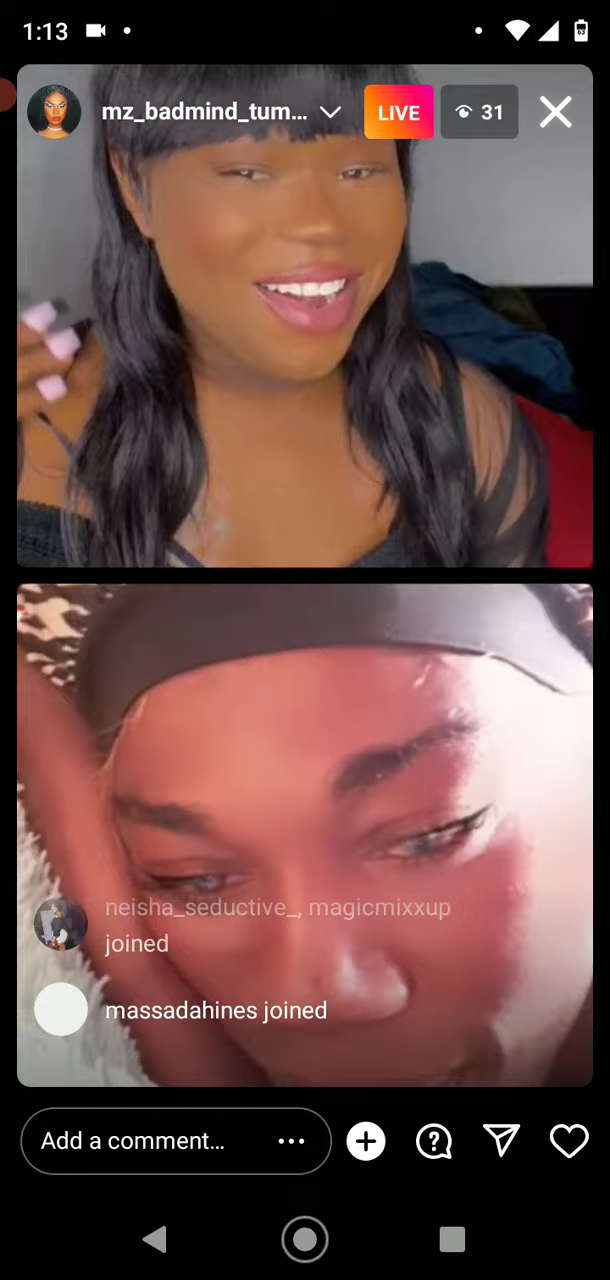 1:13
mz_badmind_tum...
LIVE
31
neisha_seductive_, magicmixxup
joined
massadahines joined
Add a comment...